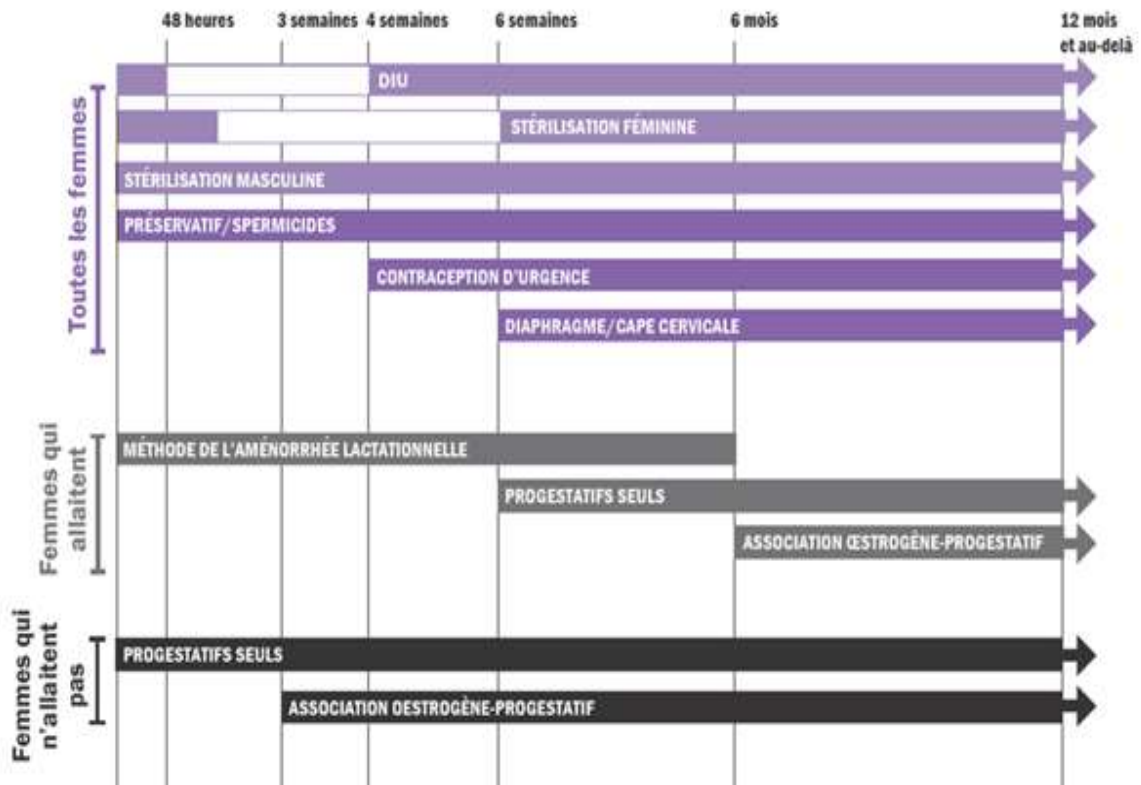 48 heures
3 semaines
4 semaines
6 semaines
6 mois
12 mois
et au-delà
Toutes les femmes
DIU
STÉRILISATION FÉMININE
STÉRILISATION MASCULINE
PRÉSERVATIF/SPERMICIDES
CONTRACEPTION D'URGENCE
DIAPHRAGME/CAPE CERVICALE
Femmes qui
allaitent
MÉTHODE DE L'AMÉNORRHÉE LACTATIONNELLE
PROGESTATIFS SEULS
ASSOCIATION ŒSTROGÈNE-PROGESTATIF
Femmes qui
n'allaitent
pas
PROGESTATIFS SEULS
ASSOCIATION OESTROGÈNE-PROGESTATIF